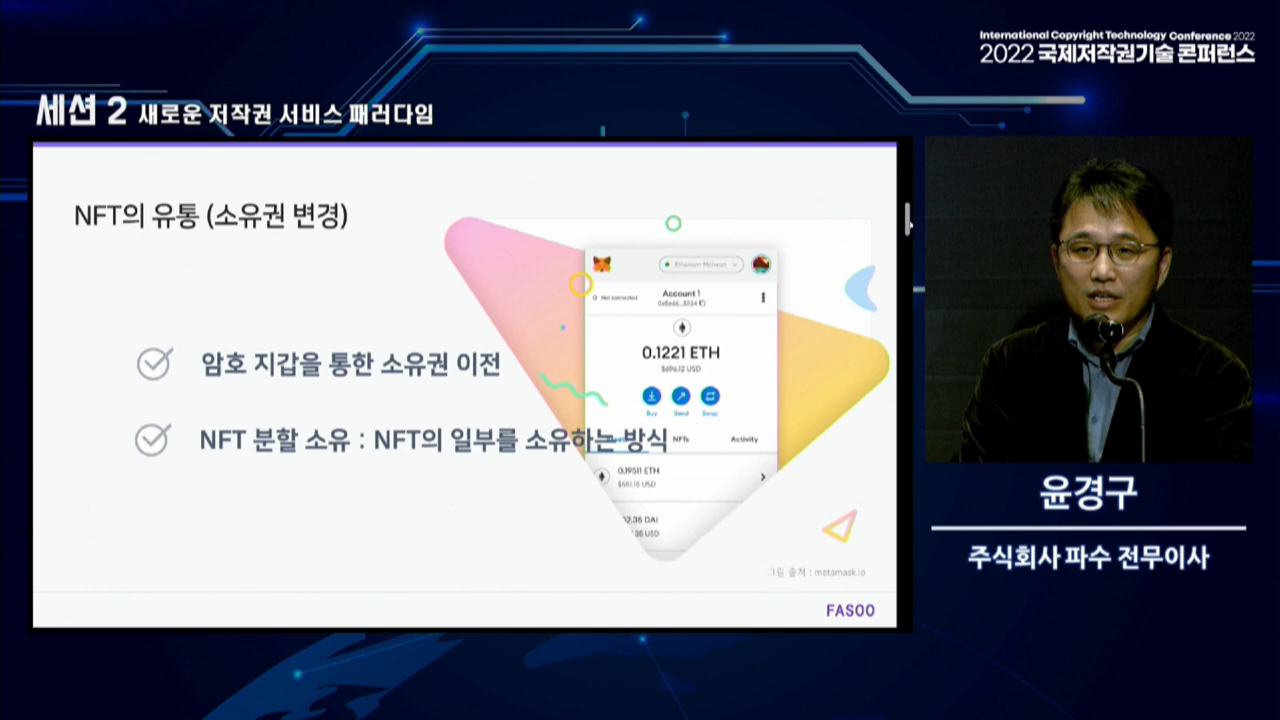 International Copyright Technology Conference 2022
2022 국제저작권기술 콘퍼런스
세션 2 새로운 저작권 서비스 패러다임
NFT의 유통 (소유권 변경)
Not connected
Account 1
0.1221 ETH
Buy
Send
Swap
암호 지갑을 통한 소유권 이전
NFT 분할 소유 : NFT의 일부를 소유하는 방식
NFTs
Activity
0.19511 ETH
그림 출처 : metamask.io
FASOO
윤경구
주식회사 파수 전무이사